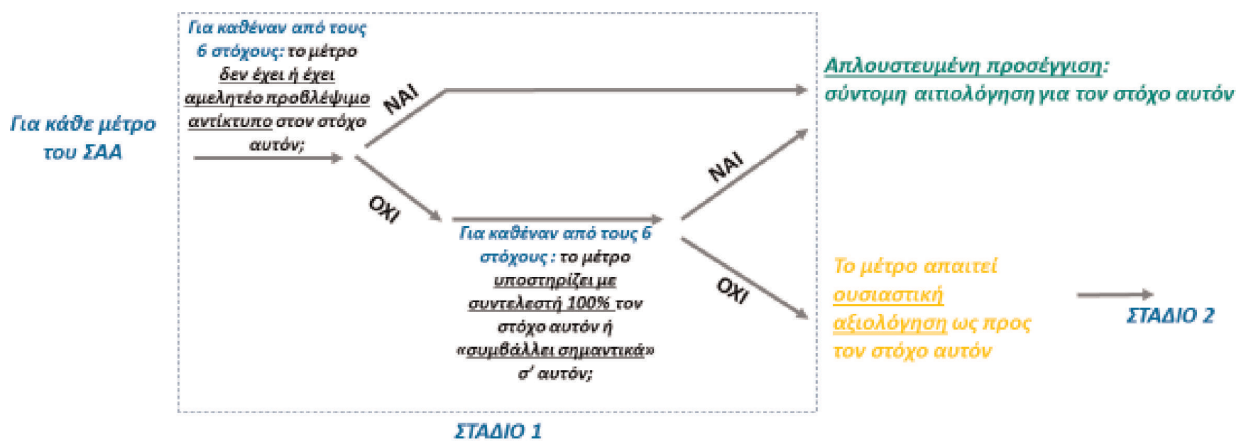 Για κάθε μέτρο
του ΣΑΑ
Για καθέναν από τους
6 στόχους: το μέτρο
δεν έχει ή έχει
αμελητέο προβλέψιμο
αντίκτυπο στον στόχο
αυτόν;
ΝΑΙ
ΟΧΙ
Για καθέναν από τους 6
στόχους : το μέτρο
υποστηρίζει με
συντελεστή 100% τον
στόχο αυτόν ή
«συμβάλλει σημαντικά»
σ' αυτόν;
ΝΑΙ
ΟΧΙ
Απλουστευμένη προσέγγιση:
σύντομη αιτιολόγηση για τον στόχο αυτόν
Το μέτρο απαιτεί
ουσιαστική
αξιολόγηση ως προς
τον στόχο αυτόν
ΣΤΑΔΙΟ 2
ΣΤΑΔΙΟ 1